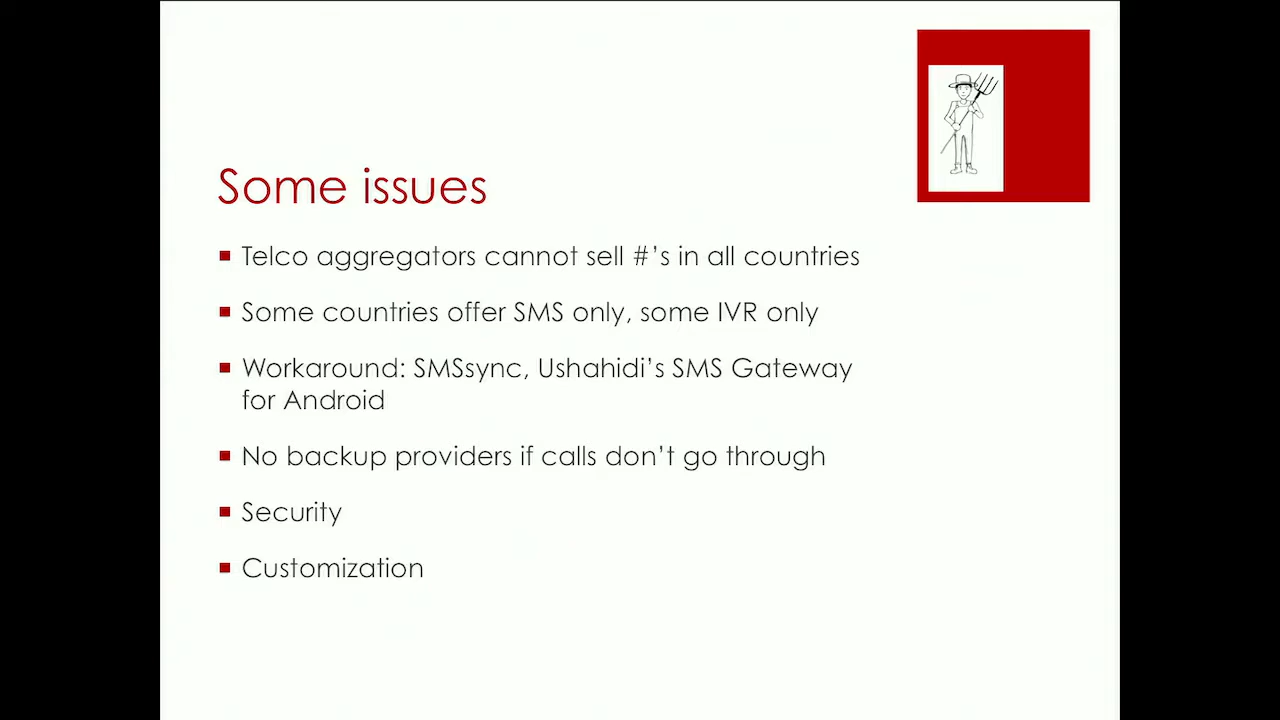 Some issues
Telco aggregators cannot sell #'s in all countries
Some countries offer SMS only, some IVR only
Workaround: SMSsync, Ushahidi's SMS Gateway
for Android
No backup providers if calls don't go through
Security
Customization